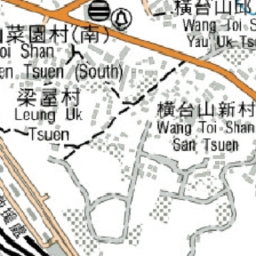 橫台山
Wang Toi S
Yau Uk Ts
菜園村(南)
oi Shan
en Tsuen (South)
梁屋村
Leung Uk
Tsuen
橫台山新村
Wang Toi Shan
San Tsuen